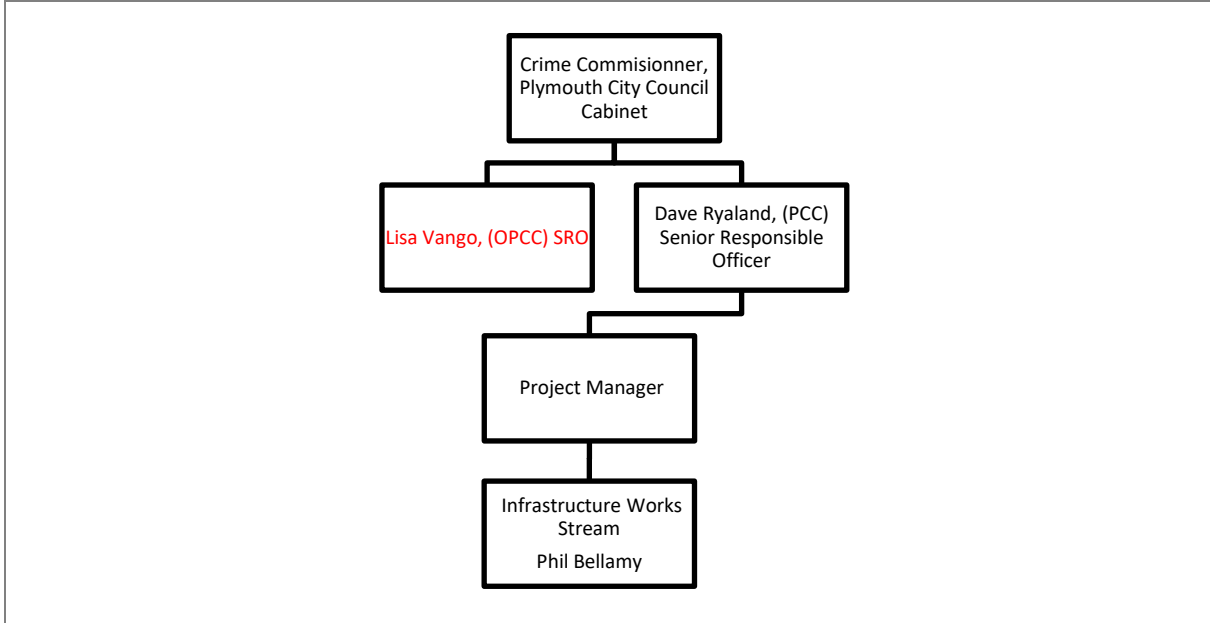 Crime Commisionner,
Plymouth City Council
Cabinet
Lisa Vango, (OPCC) SRO
Dave Ryaland, (PCC)
Senior Responsible
Officer
Project Manager
Infrastructure Works
Stream
Phil Bellamy